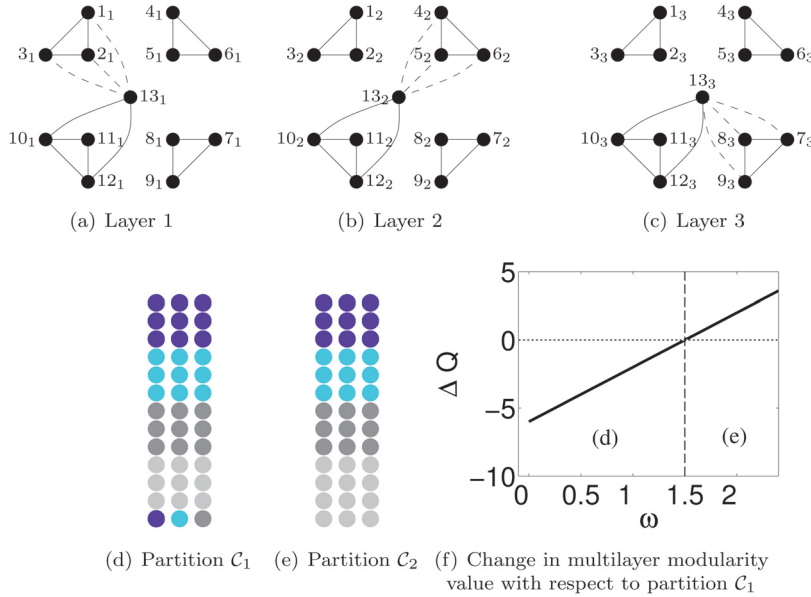 1₁ 4₁ 1₂ 4₂ 1₃ 4₃
3₁ 2₁ 5₁ 6₁ 3₂ 2₂ 5₂ 6₂ 3₃ 2₃ 5₃ 6₃
13₁ 13₂ 13₃
10₁ 11₁ 8₁ 7₁ 10₂ 11₂ 8₂ 7₂ 10₃ 11₃ 8₃ 7₃
12₁ 9₁ 12₂ 9₂ 12₃ 9₃
(a) Layer 1
(b) Layer 2
(c) Layer 3
5
0
−5
−10
Δ Q
(d)
(e)
0 0.5 1 1.5 2
ω
(d) Partition C₁
(e) Partition C₂
(f) Change in multilayer modularity
value with respect to partition C₁